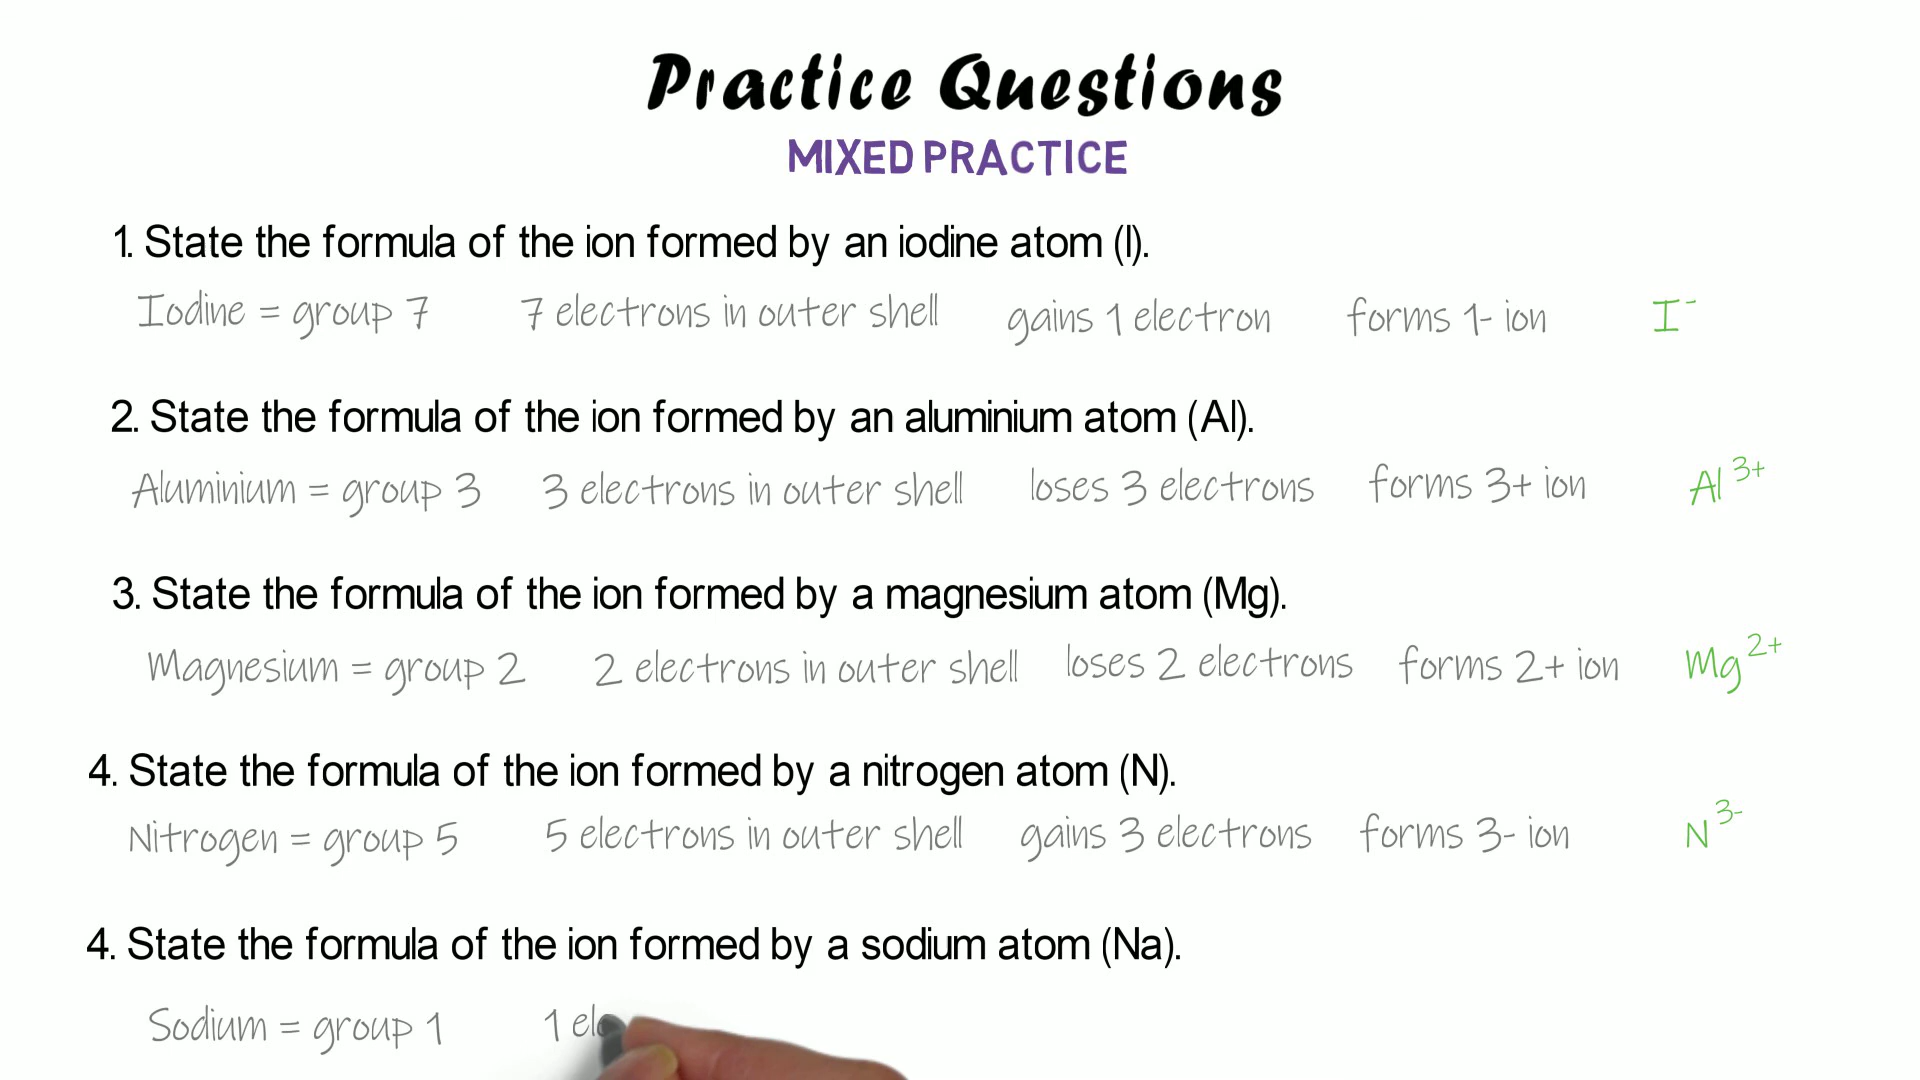 Practice Questions
MIXED PRACTICE
1. State the formula of the ion formed by an iodine atom (I).
Iodine = group 7 7 electrons in outer shell gains 1 electron forms 1- ion I⁻
2. State the formula of the ion formed by an aluminium atom (Al).
Aluminium = group 3 3 electrons in outer shell loses 3 electrons forms 3+ ion Al³⁺
3. State the formula of the ion formed by a magnesium atom (Mg).
Magnesium = group 2 2 electrons in outer shell loses 2 electrons forms 2+ ion Mg²⁺
4. State the formula of the ion formed by a nitrogen atom (N).
Nitrogen = group 5 5 electrons in outer shell gains 3 electrons forms 3- ion N³⁻
4. State the formula of the ion formed by a sodium atom (Na).
Sodium = group 1 1 ele